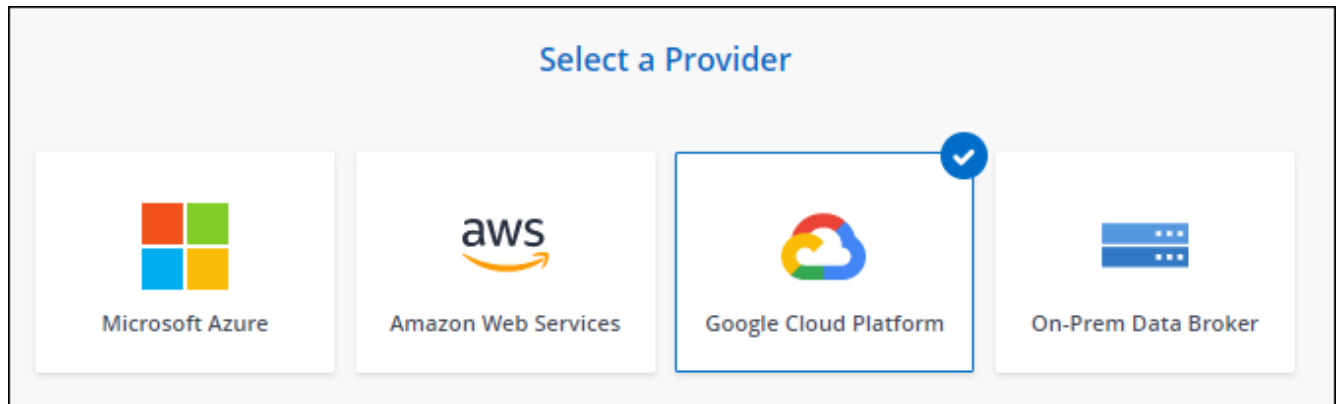 Select a Provider
aws
Microsoft Azure
Amazon Web Services
Google Cloud Platform
On-Prem Data Broker